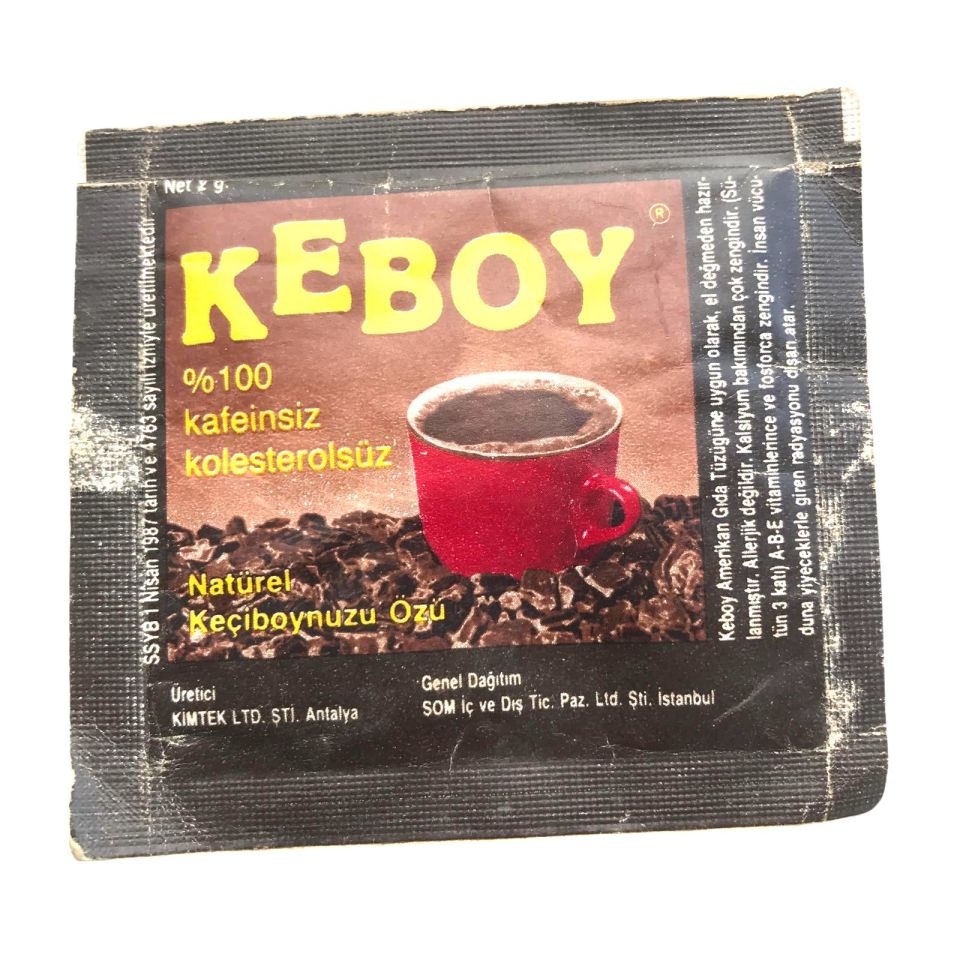 Net 2 g.
KEBOY
®
%100
kafeinsiz
kolesterolsüz
Natürel
Keçiboynuzu Özü
Üretici
KİMTEK LTD. ŞTİ. Antalya
Genel Dağıtım
SOM İç ve Dış Tic. Paz. Ltd. Şti. İstanbul
SSYB 1 Nisan 1987 tarih ve 4763 sayılı izniyle üretilmektedir
Keboy Amerikan Gıda Tüzüğüne uygun olarak, el değmeden hazır-
lanmıştır. Allerjik değildir. Kalsiyum bakımından çok zengindir. (Sü-
tün 3 katı) A-B-E vitaminlerince ve fosforca zengindir. İnsan vücu-
duna yiyeceklerle giren radyasyonu dışarı atar.